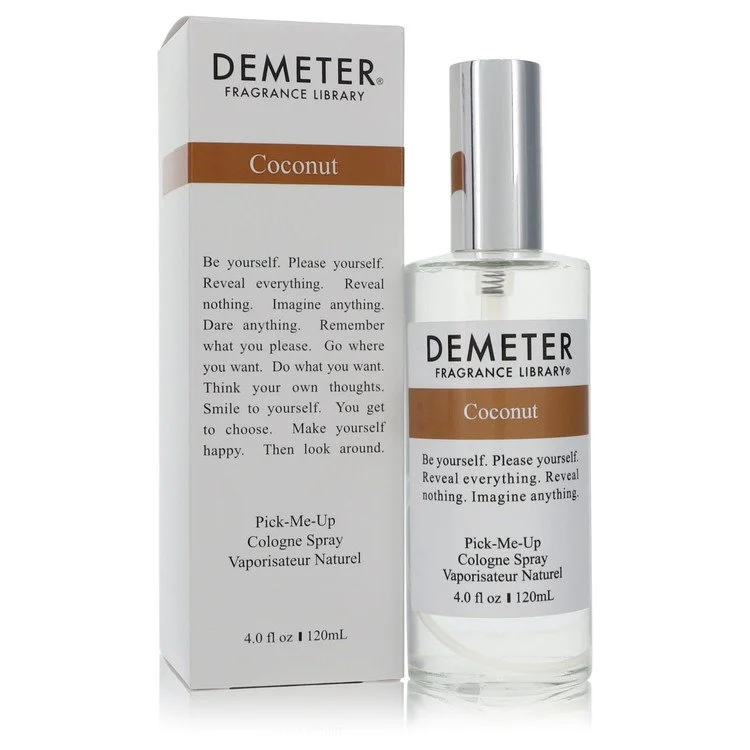 DEMETER®
FRAGRANCE LIBRARY
Coconut
Be yourself. Please yourself.
Reveal everything. Reveal
nothing. Imagine anything.
Dare anything. Remember
what you please. Go where
you want. Do what you want.
Think your own thoughts.
Smile to yourself. You get
to choose. Make yourself
happy. Then look around.
Pick-Me-Up
Cologne Spray
Vaporisateur Naturel
4.0 fl oz I 120mL
DEMETER
FRAGRANCE LIBRARY®
Coconut
Be yourself. Please yourself.
Reveal everything. Reveal
nothing. Imagine anything.
Pick-Me-Up
Cologne Spray
Vaporisateur Naturel
4.0 fl oz I 120mL